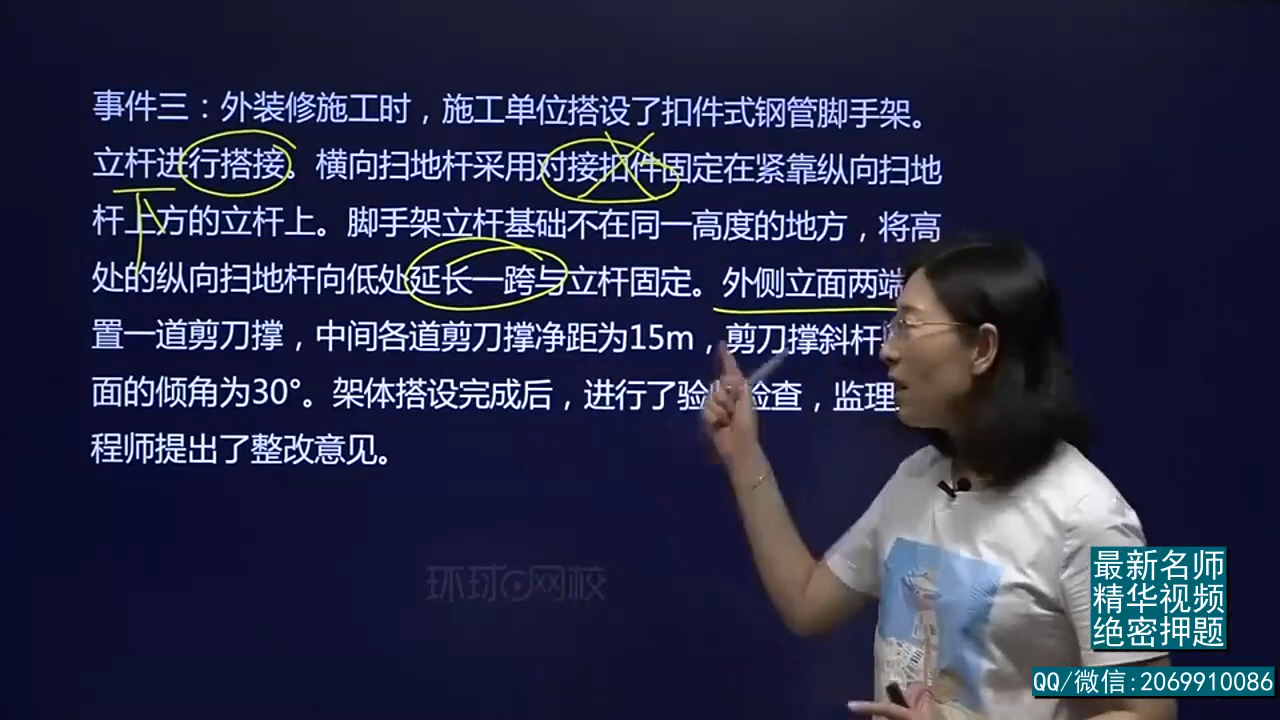 事件三：外装修施工时，施工单位搭设了扣件式钢管脚手架。
立杆进行搭接。横向扫地杆采用对接扣件固定在紧靠纵向扫地
杆上方的立杆上。脚手架立杆基础不在同一高度的地方，将高
处的纵向扫地杆向低处延长一跨与立杆固定。外侧立面两端
置一道剪刀撑，中间各道剪刀撑净距为15m，剪刀撑斜杆
面的倾角为30°。架体搭设完成后，进行了验收检查，监理
程师提出了整改意见。
环球网校
最新名师
精华视频
绝密押题
QQ/微信:2069910086